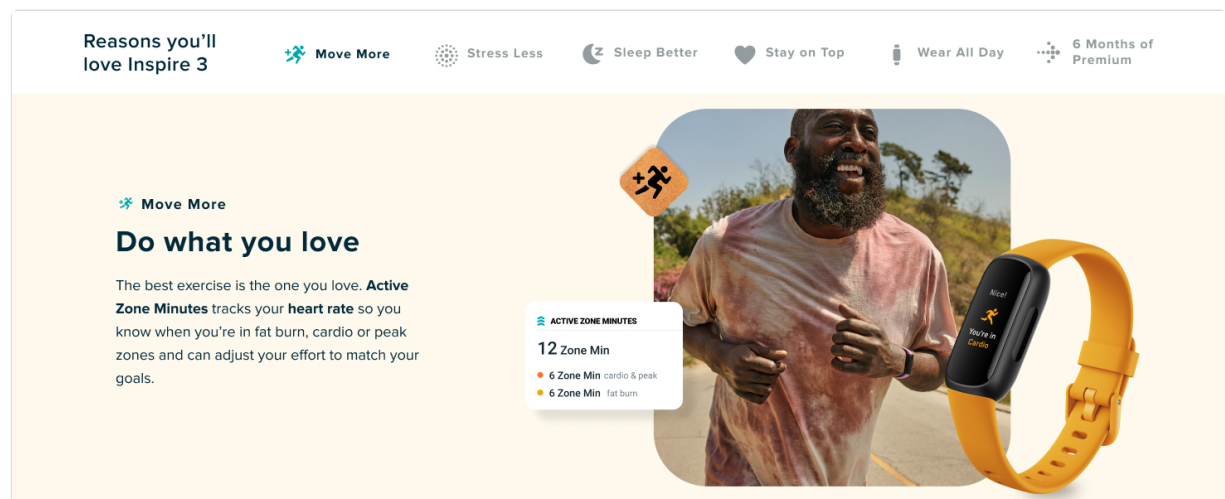 Reasons you'll
love Inspire 3
Move More
Stress Less
Sleep Better
Stay on Top
Wear All Day
6 Months of
Premium
Move More
Do what you love
The best exercise is the one you love. Active
Zone Minutes tracks your heart rate so you
know when you're in fat burn, cardio or peak
zones and can adjust your effort to match your
goals.
ACTIVE ZONE MINUTES
12 Zone Min
6 Zone Min cardio & peak
6 Zone Min fat burn
Nice!
You're in
Cardio